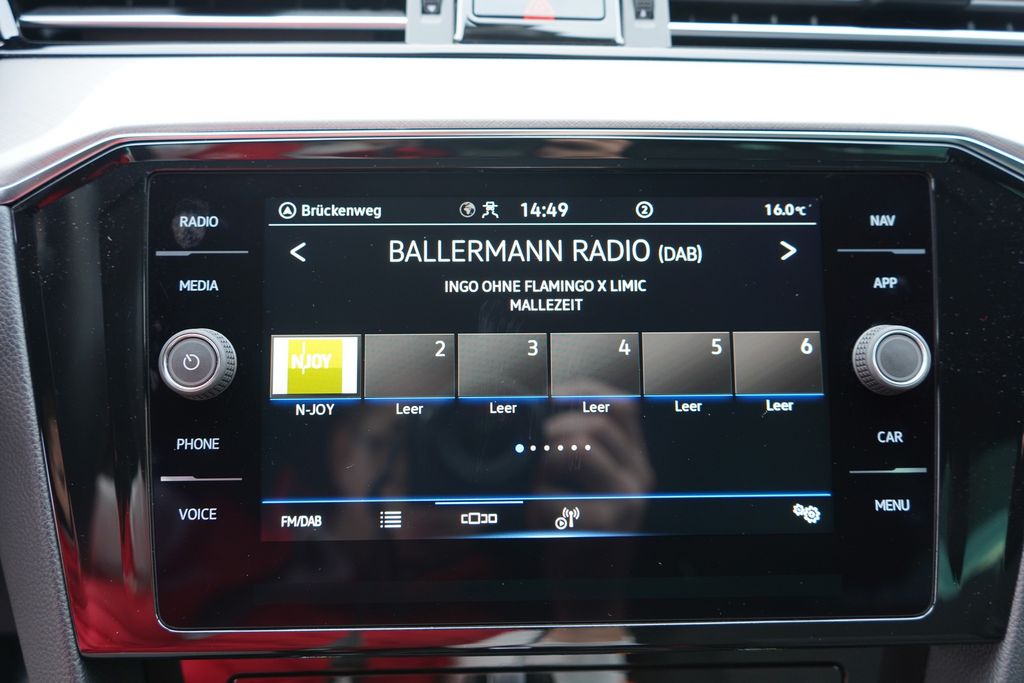 RADIO
MEDIA
PHONE
VOICE
Brückenweg
14:49
2
16.0°C
BALLERMANN RADIO (DAB)
INGO OHNE FLAMINGO X LIMIC
MALLEZEIT
N-JOY 2 3 4 5 6
N-JOY Leer Leer Leer Leer Leer
FM/DAB
NAV
APP
CAR
MENU